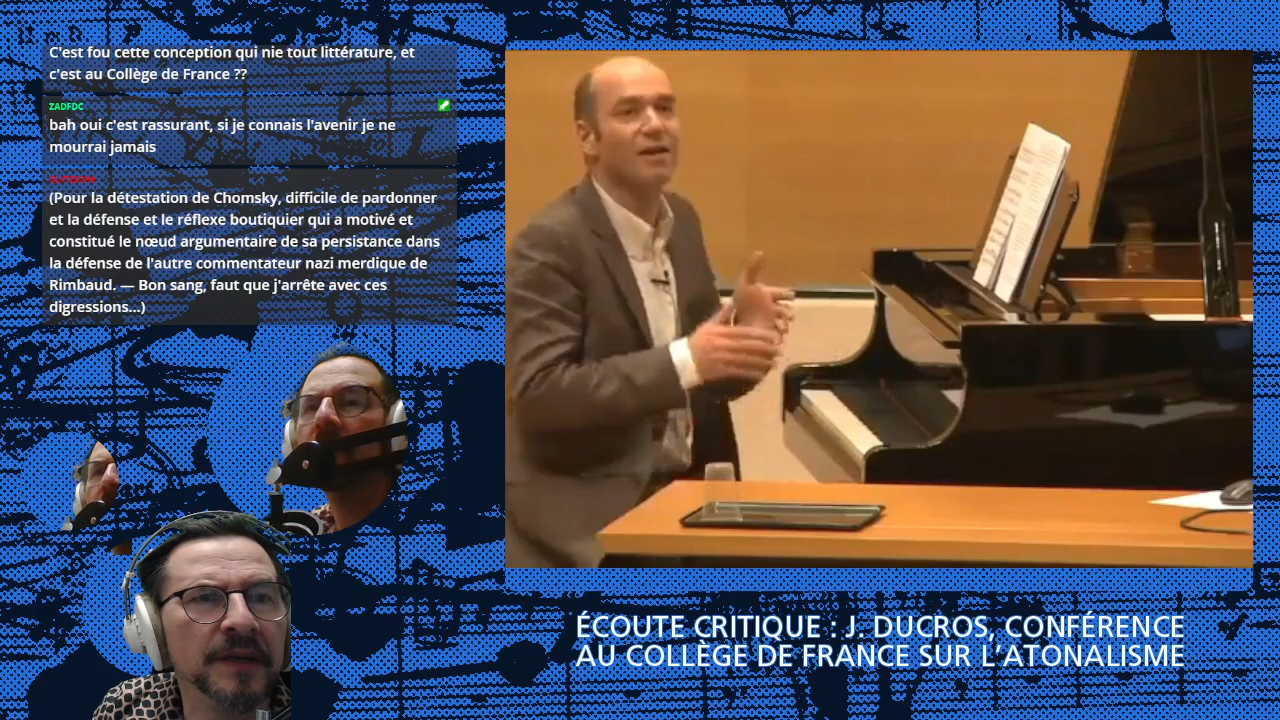 C'est fou cette conception qui nie tout littérature, et
c'est au Collège de France ??
ZADFDC
bah oui c'est rassurant, si je connais l'avenir je ne
mourrai jamais
(Pour la détestation de Chomsky, difficile de pardonner
et la défense et le réflexe boutiquier qui a motivé et
constitué le nœud argumentaire de sa persistance dans
la défense de l'autre commentateur nazi merdique de
Rimbaud. — Bon sang, faut que j'arrête avec ces
digressions...)
ÉCOUTE CRITIQUE : J. DUCROS, CONFÉRENCE
AU COLLÈGE DE FRANCE SUR L'ATONALISME